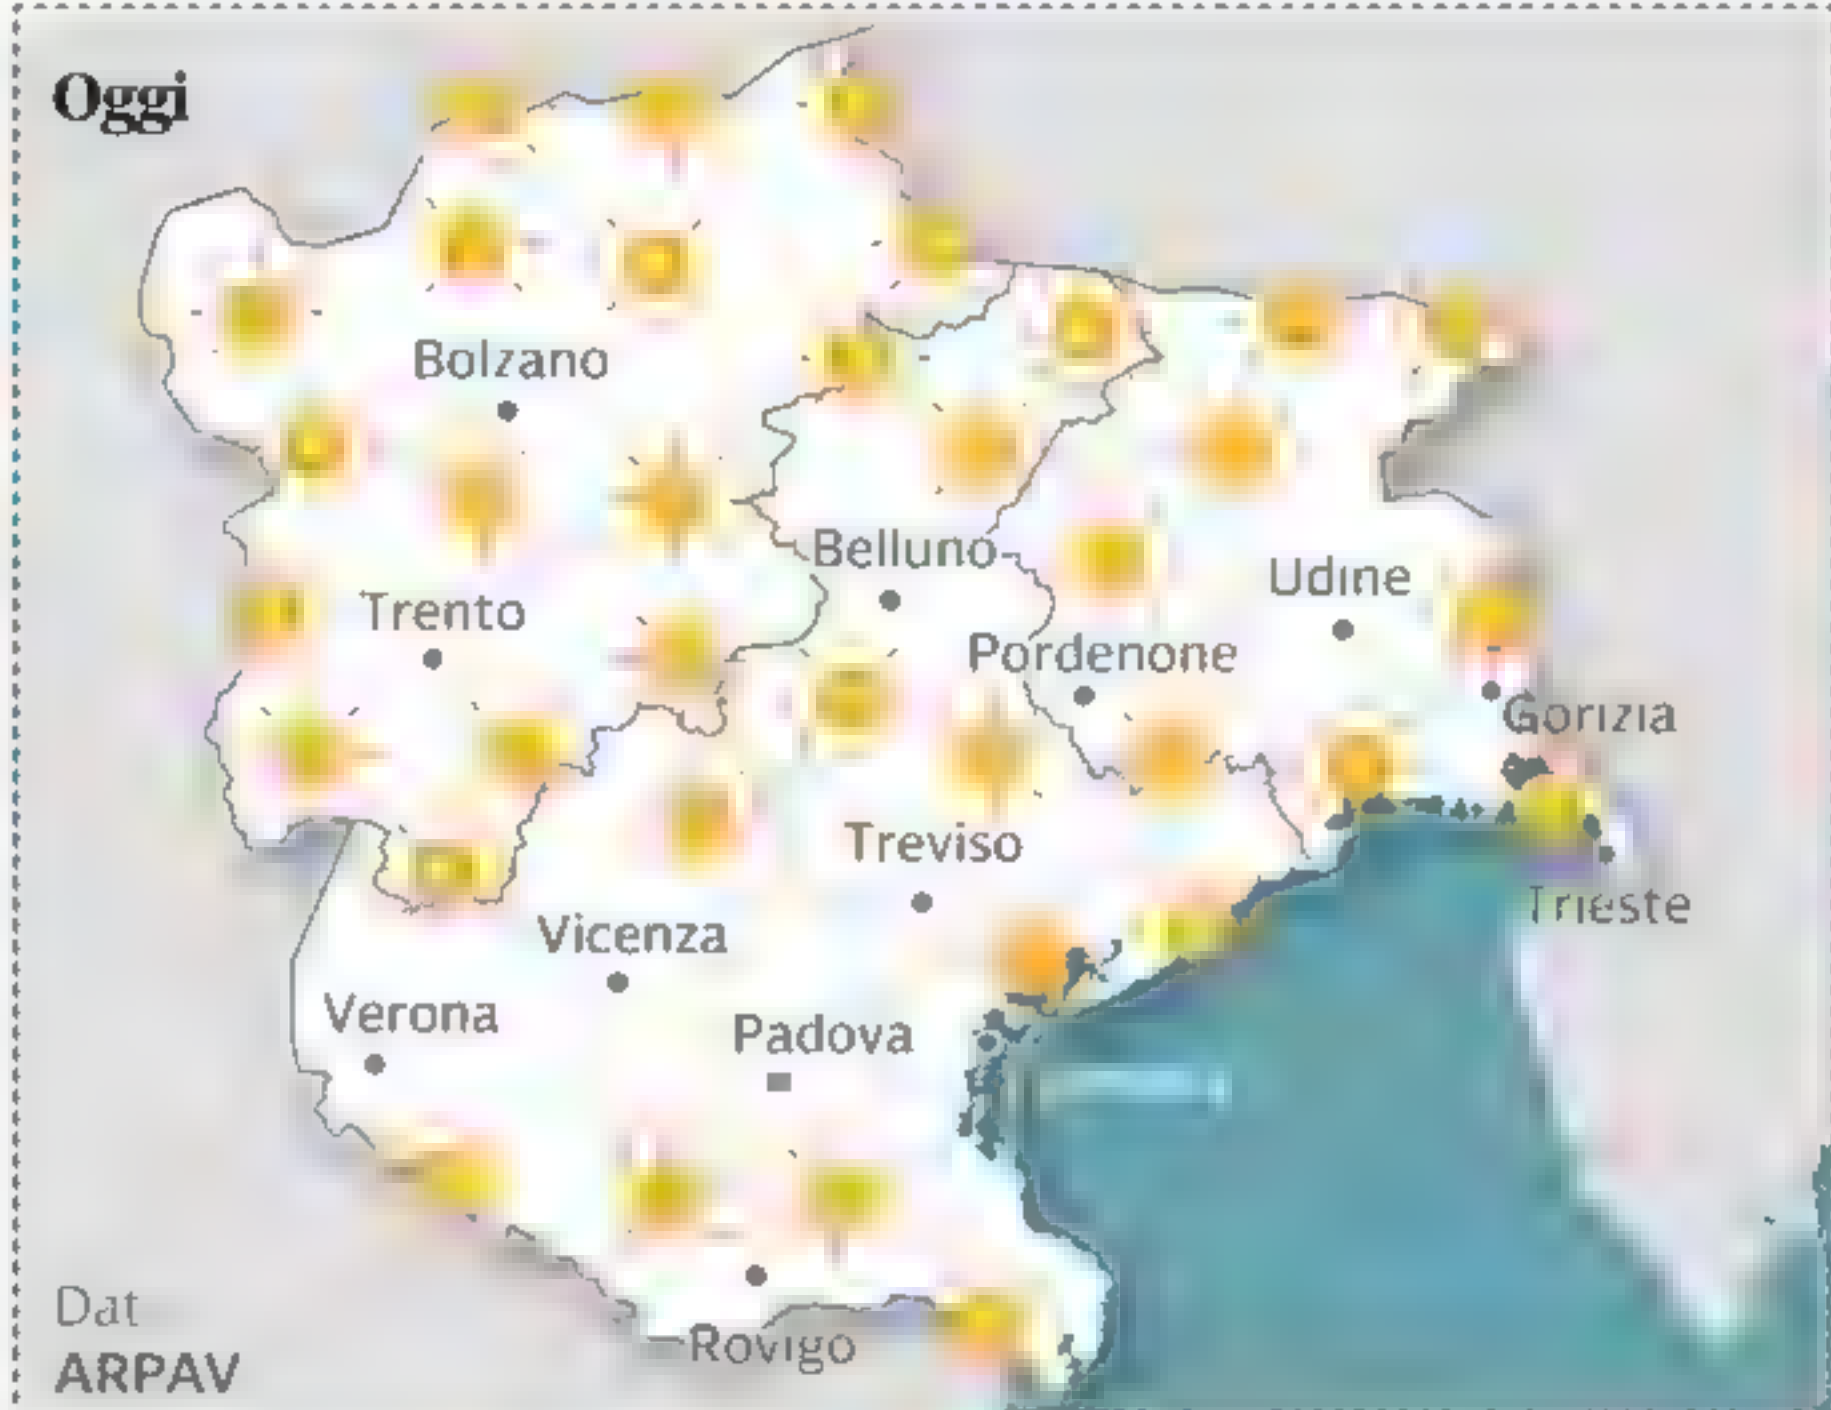 Oggi
Bolzano
Belluno
Udine
Trento
Pordenone
Gorizia
Treviso
Trieste
Vicenza
Verona
Padova
Rovigo
Dat
ARPAV